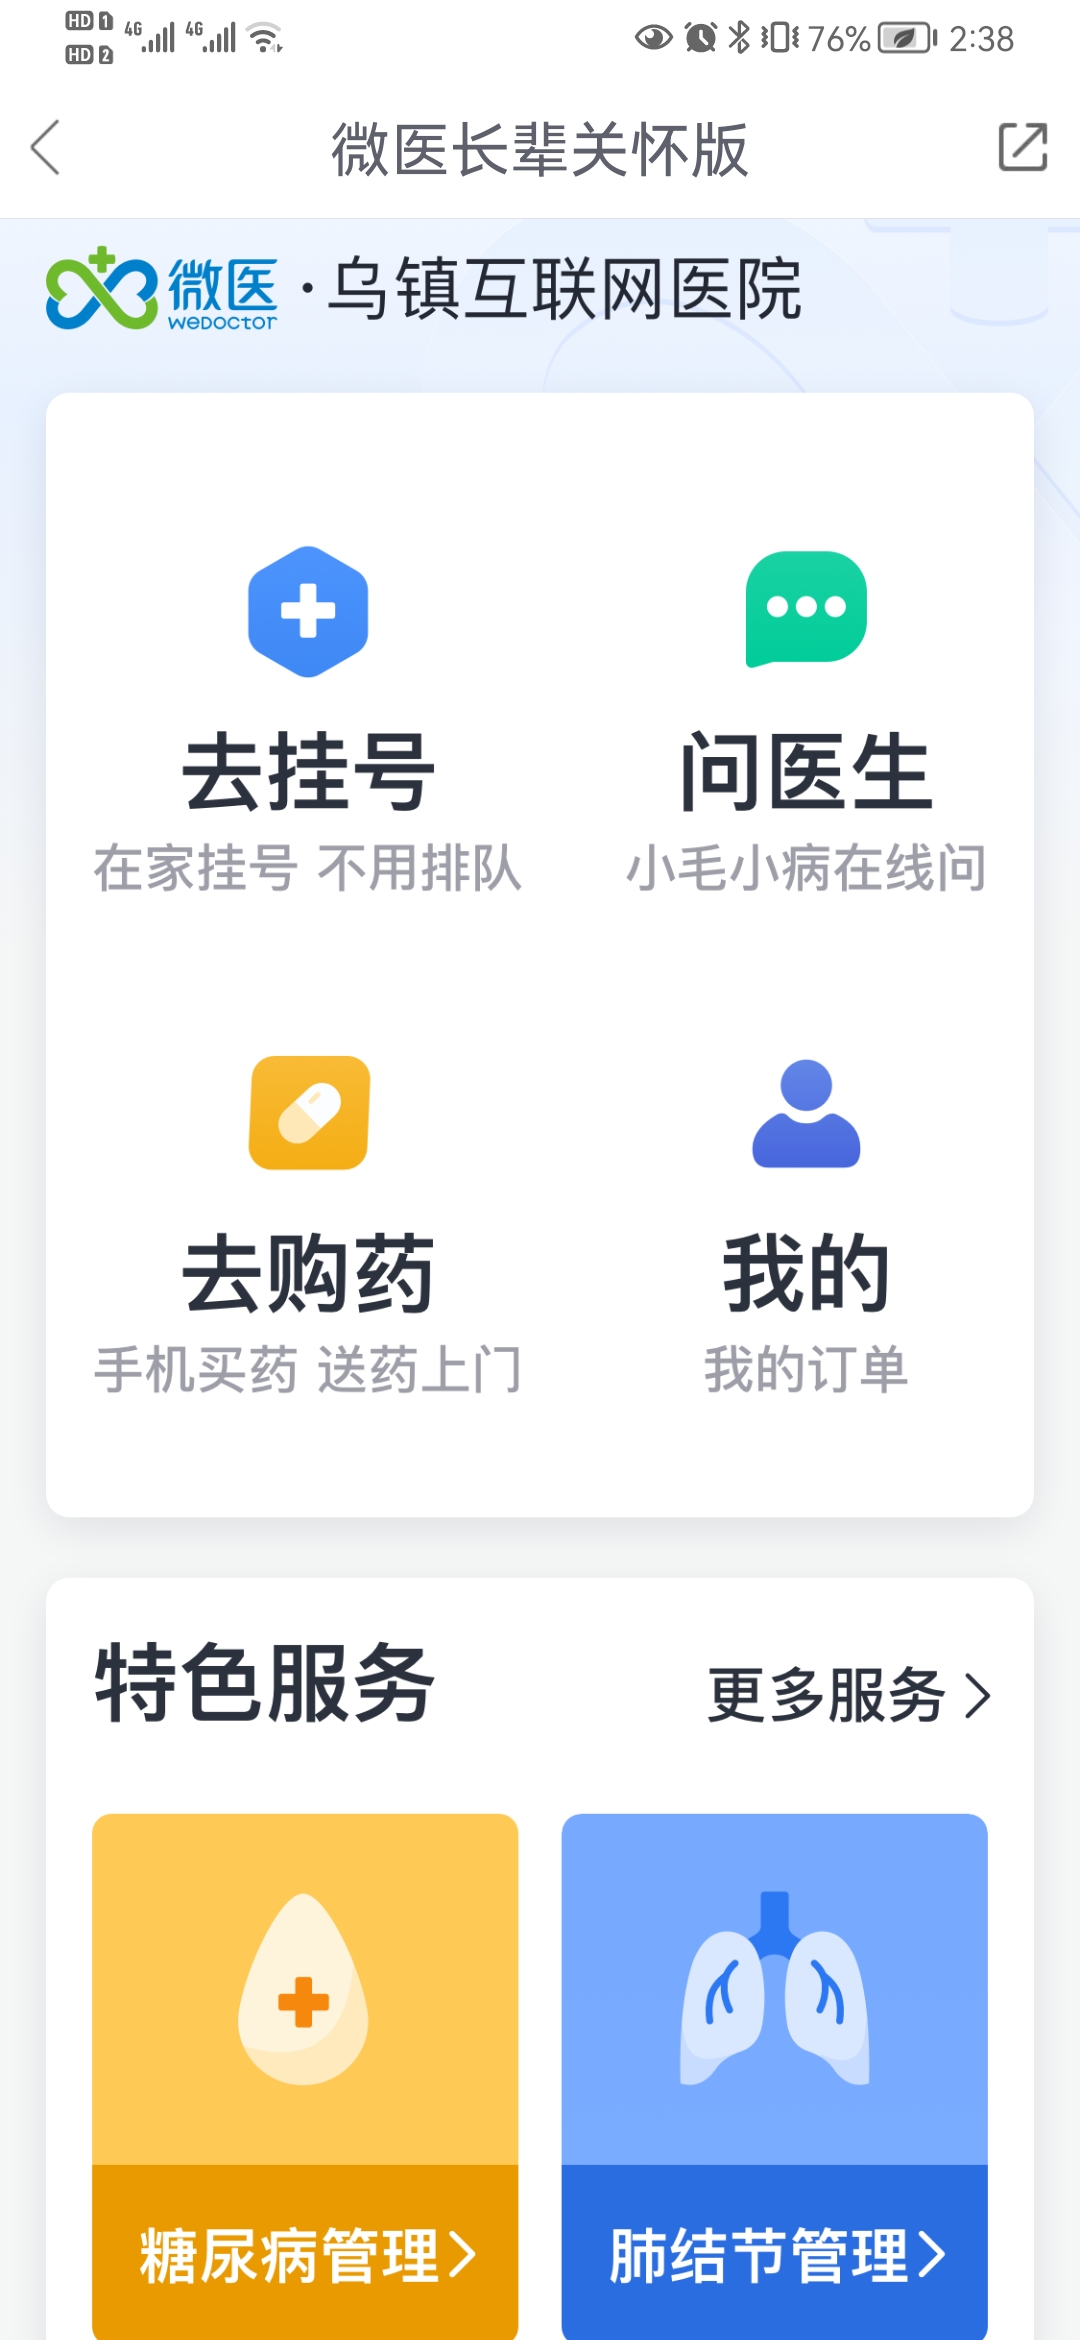 HD 1 4G 4G 76% 2:38
HD 2
微医长辈关怀版
微医 WeDoctor ·乌镇互联网医院
去挂号 问医生
在家挂号 不用排队 小毛小病在线问
去购药 我的
手机买药 送药上门 我的订单
特色服务 更多服务
糖尿病管理 肺结节管理